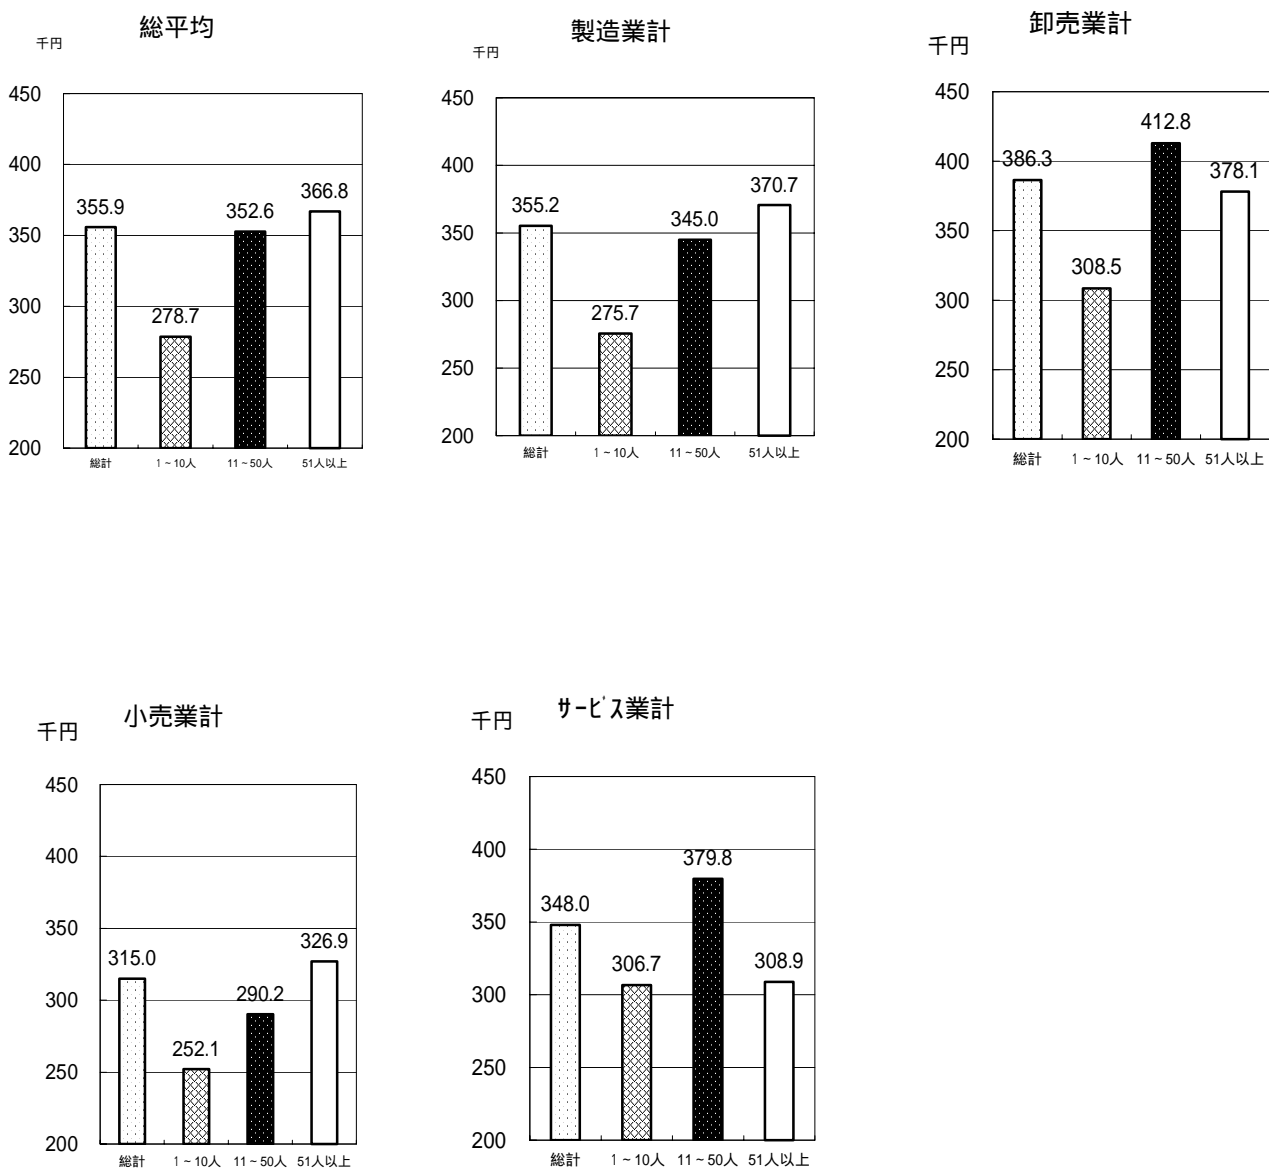 総平均
千円
450
400
350
300
250
200
355.9
278.7
352.6
366.8
総計
1～10人
11～50人
51人以上
製造業計
千円
450
400
350
300
250
200
355.2
275.7
345.0
370.7
総計
1～10人
11～50人
51人以上
卸売業計
千円
450
400
350
300
250
200
386.3
308.5
412.8
378.1
総計
1～10人
11～50人
51人以上
小売業計
千円
450
400
350
300
250
200
315.0
252.1
290.2
326.9
総計
1～10人
11～50人
51人以上
ｻｰﾋﾞｽ業計
千円
450
400
350
300
250
200
348.0
306.7
379.8
308.9
総計
1～10人
11～50人
51人以上